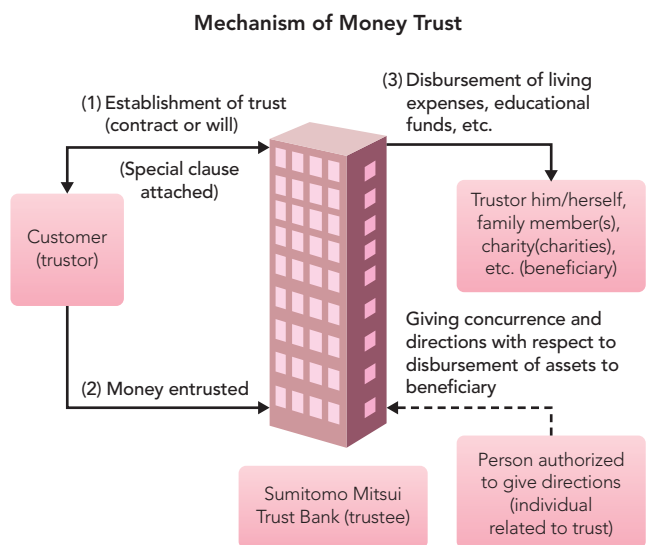 Mechanism of Money Trust
(1) Establishment of trust
(contract or will)
(Special clause
attached)
Customer
(trustor)
(2) Money entrusted
(3) Disbursement of living
expenses, educational
funds, etc.
Trustor him/herself,
family member(s),
charity(charities),
etc. (beneficiary)
Giving concurrence and
directions with respect to
disbursement of assets to
beneficiary
Sumitomo Mitsui
Trust Bank (trustee)
Person authorized
to give directions
(individual
related to trust)